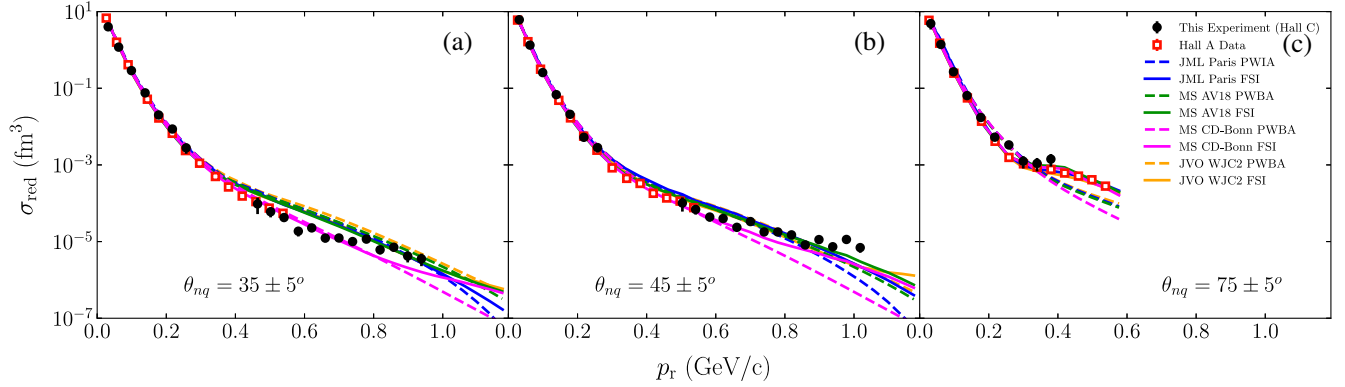 10¹
10⁻¹
10⁻³
10⁻⁵
10⁻⁷
σ_red (fm³)
(a)
θ_nq = 35 ± 5°
0.0 0.2 0.4 0.6 0.8 1.0
(b)
θ_nq = 45 ± 5°
0.0 0.2 0.4 0.6 0.8 1.0
(c)
This Experiment (Hall C)
Hall A Data
JML Paris PWIA
JML Paris FSI
MS AV18 PWBA
MS AV18 FSI
MS CD-Bonn PWBA
MS CD-Bonn FSI
JVO WJC2 PWBA
JVO WJC2 FSI
θ_nq = 75 ± 5°
0.0 0.2 0.4 0.6 0.8 1.0
p_r (GeV/c)